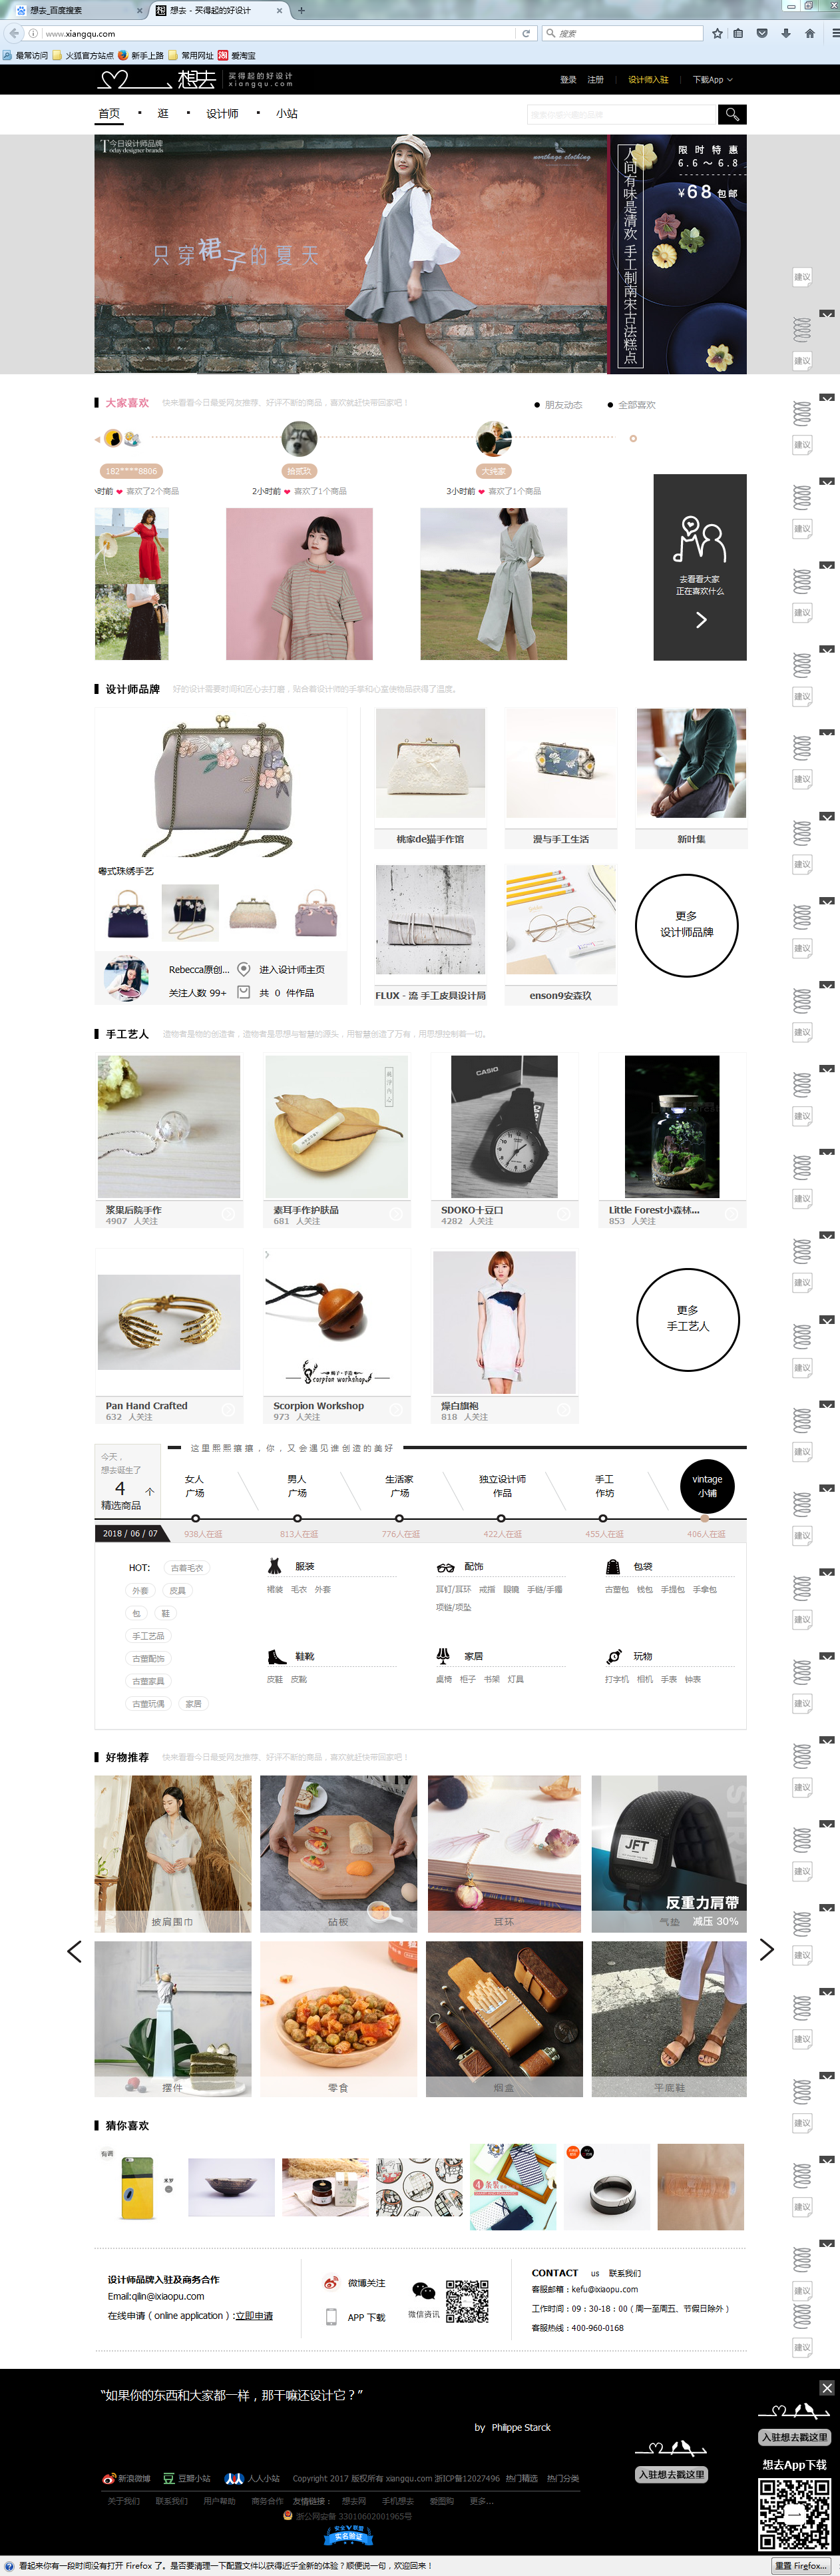 想去_百度搜索
想去 - 买得起的好设计
www.xiangqu.com
搜索
最常访问 火狐官方站点 新手上路 常用网址 爱淘宝
想去 买得起的好设计
xiangqu.com
登录 注册 设计师入驻 下载App
首页 逛 设计师 小站
今日设计师品牌
Today designer brands
northage clothing
只穿裙子的夏天
人间有味是清欢 手工制南宋古法糕点
限时特惠
6.6 ～ 6.8
¥68 包邮
建议
大家喜欢 快来看看今日最受网友推荐、好评不断的商品，喜欢就赶快带回家吧！
朋友动态 全部喜欢
182****8806 拾贰玖 大纯家
小时前 喜欢了2个商品
2小时前 喜欢了1个商品
3小时前 喜欢了1个商品
去看看大家
正在喜欢什么
设计师品牌 好的设计需要时间和匠心去打磨，贴合着设计师的手掌和心室使物品获得了温度。
粤式珠绣手艺
Rebecca原创... 进入设计师主页
关注人数 99+ 共 0 件作品
桃家de猫手作馆 漫与手工生活 新叶集
FLUX - 流 手工皮具设计局 enson9安森玖
更多
设计师品牌
手工艺人 造物者是物的创造者，造物者是思想与智慧的源头，用智慧创造了万有，用思想控制着一切。
CASIO
浆果后院手作 素耳手作护肤品 SDOKO十豆口 Little Forest小森林...
4907 人关注 681 人关注 4282 人关注 853 人关注
Scorpion workshop
Pan Hand Crafted Scorpion Workshop 燥白旗袍
632 人关注 973 人关注 818 人关注
更多
手工艺人
今天，
想去诞生了
4 个
精选商品
2018 / 06 / 07
这里熙熙攘攘，你，又会遇见谁创造的美好
女人
广场
男人
广场
生活家
广场
独立设计师
作品
手工
作坊
vintage
小铺
938人在逛 813人在逛 776人在逛 422人在逛 455人在逛 406人在逛
HOT: 古着毛衣
外套 皮具
包 鞋
手工艺品
古董配饰
古董家具
古董玩偶 家居
服装
裙装 毛衣 外套
配饰
耳钉/耳环 戒指 眼镜 手链/手镯
项链/项坠
包袋
古董包 钱包 手提包 手拿包
鞋靴
皮鞋 皮靴
家居
桌椅 柜子 书架 灯具
玩物
打字机 相机 手表 钟表
好物推荐 快来看看今日最受网友推荐、好评不断的商品，喜欢就赶快带回家吧！
JFT
反重力肩带
减压 30%
披肩围巾 砧板 耳环 气垫
摆件 零食 烟盒 平底鞋
猜你喜欢
设计师品牌入驻及商务合作
Email:qilin@ixiaopu.com
在线申请（online application）:立即申请
微博关注
APP 下载
微信资讯
CONTACT us 联系我们
客服邮箱：kefu@ixiaopu.com
工作时间：09：30-18：00（周一至周五、节假日除外）
客服热线：400-960-0168
“如果你的东西和大家都一样，那干嘛还设计它？”
by Philippe Starck
入驻想去戳这里
入驻想去戳这里
想去App下载
新浪微博 豆瓣小站 人人小站 Copyright 2017 版权所有 xiangqu.com 浙ICP备12027496 热门精选 热门分类
关于我们 联系我们 用户帮助 商务合作 友情链接： 想去网 手机想去 爱图购 更多...
浙公网安备 33010602001965号
实名验证
看起来你有一段时间没有打开 Firefox 了。是否要清理一下配置文件以获得近乎全新的体验？顺便说一句，欢迎回来！
重置 Firefox...